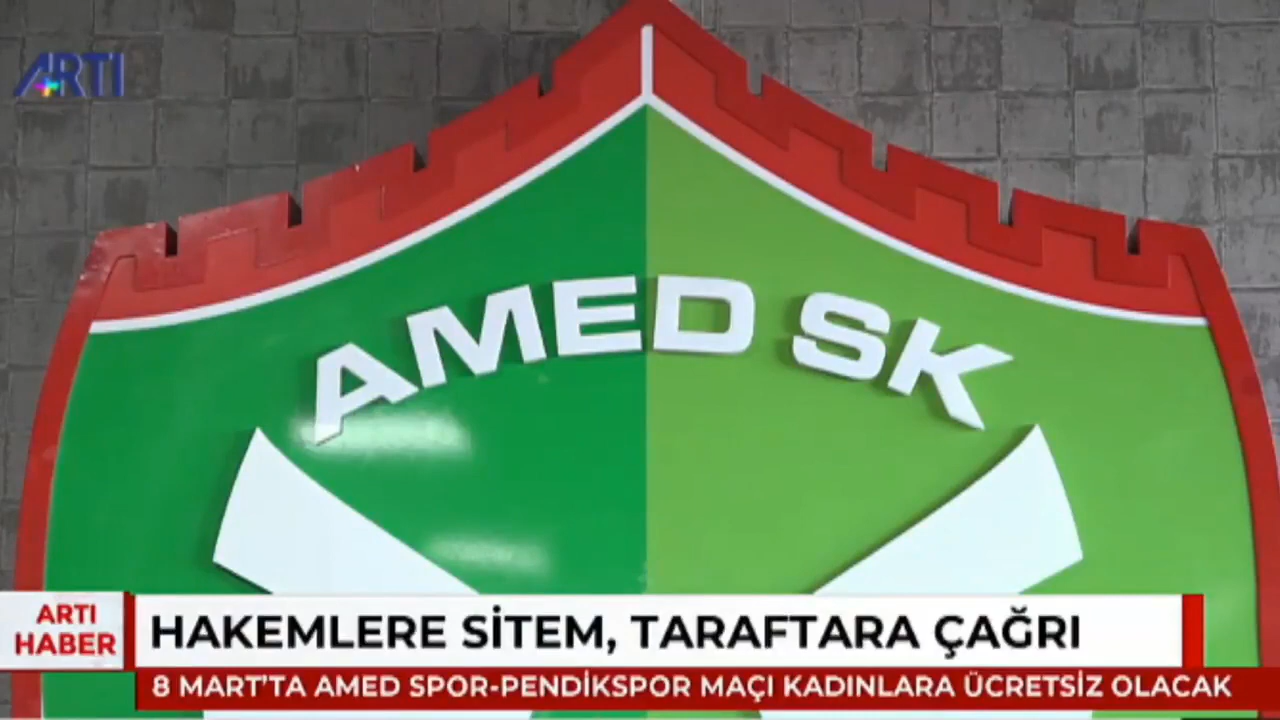 ARTI
AMED SK
ARTI
HABER
HAKEMLERE SİTEM, TARAFTARA ÇAĞRI
8 MART'TA AMED SPOR-PENDİKSPOR MAÇI KADINLARA ÜCRETSİZ OLACAK